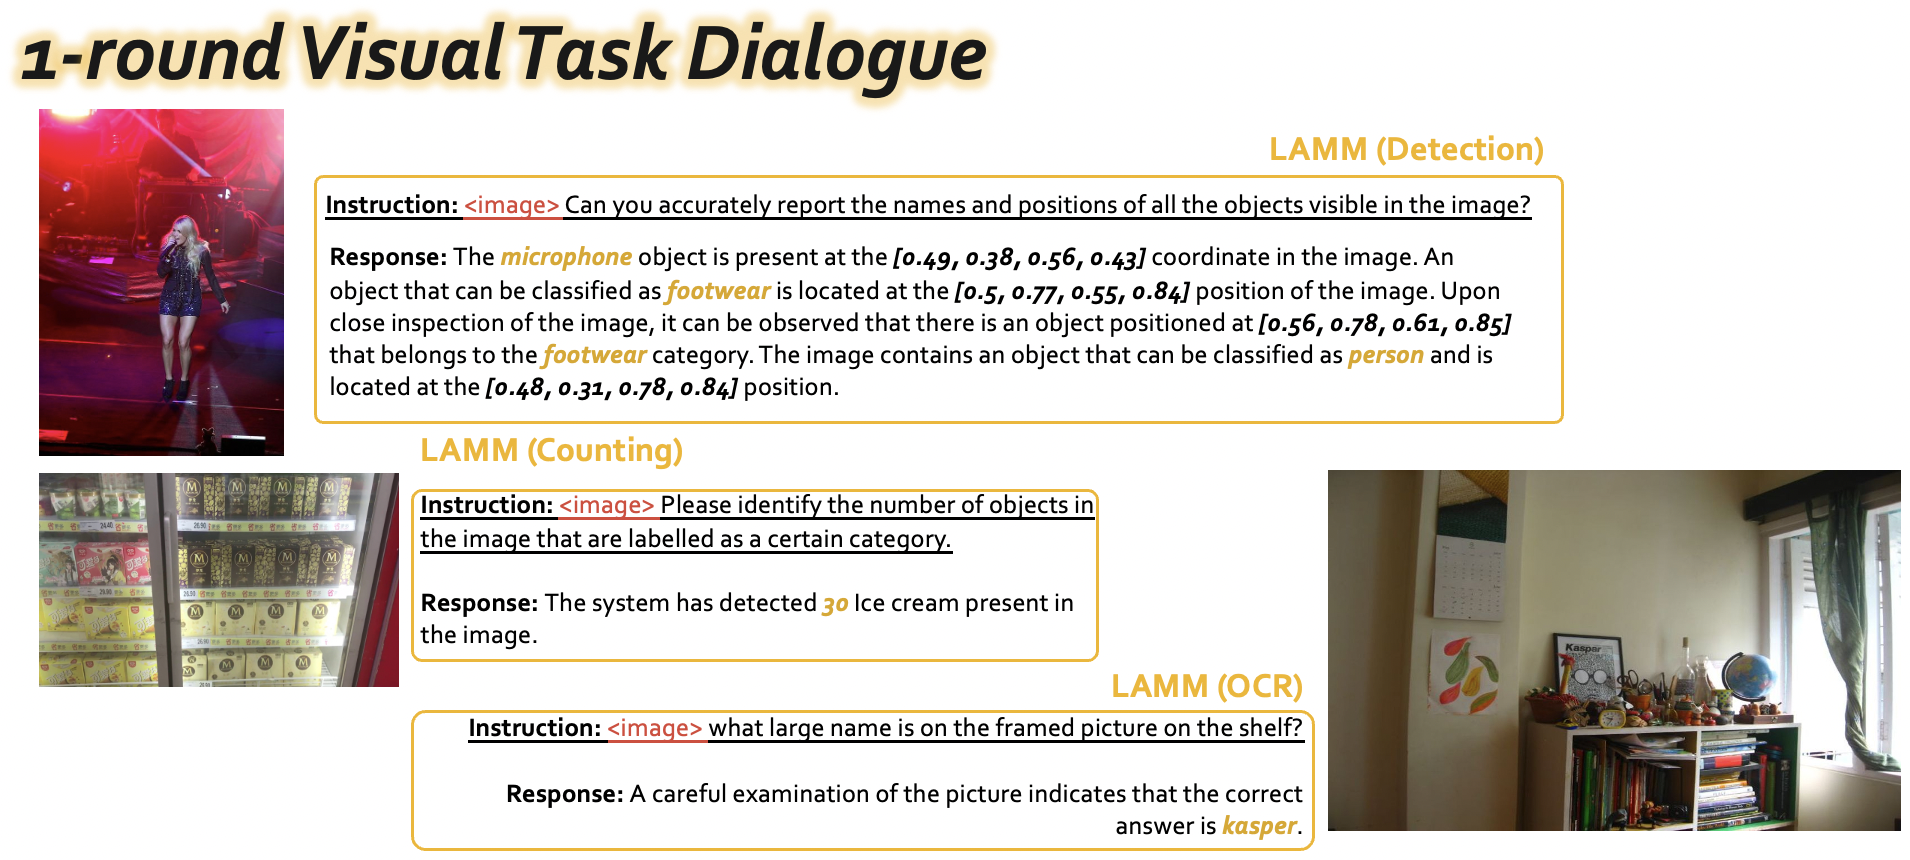 1-round Visual Task Dialogue
LAMM (Detection)
Instruction: <image> Can you accurately report the names and positions of all the objects visible in the image?
Response: The microphone object is present at the [0.49, 0.38, 0.56, 0.43] coordinate in the image. An
object that can be classified as footwear is located at the [0.5, 0.77, 0.55, 0.84] position of the image. Upon
close inspection of the image, it can be observed that there is an object positioned at [0.56, 0.78, 0.61, 0.85]
that belongs to the footwear category. The image contains an object that can be classified as person and is
located at the [0.48, 0.31, 0.78, 0.84] position.
LAMM (Counting)
Instruction: <image> Please identify the number of objects in
the image that are labelled as a certain category.
Response: The system has detected 30 Ice cream present in
the image.
LAMM (OCR)
Instruction: <image> what large name is on the framed picture on the shelf?
Response: A careful examination of the picture indicates that the correct
answer is kasper.
Kasper